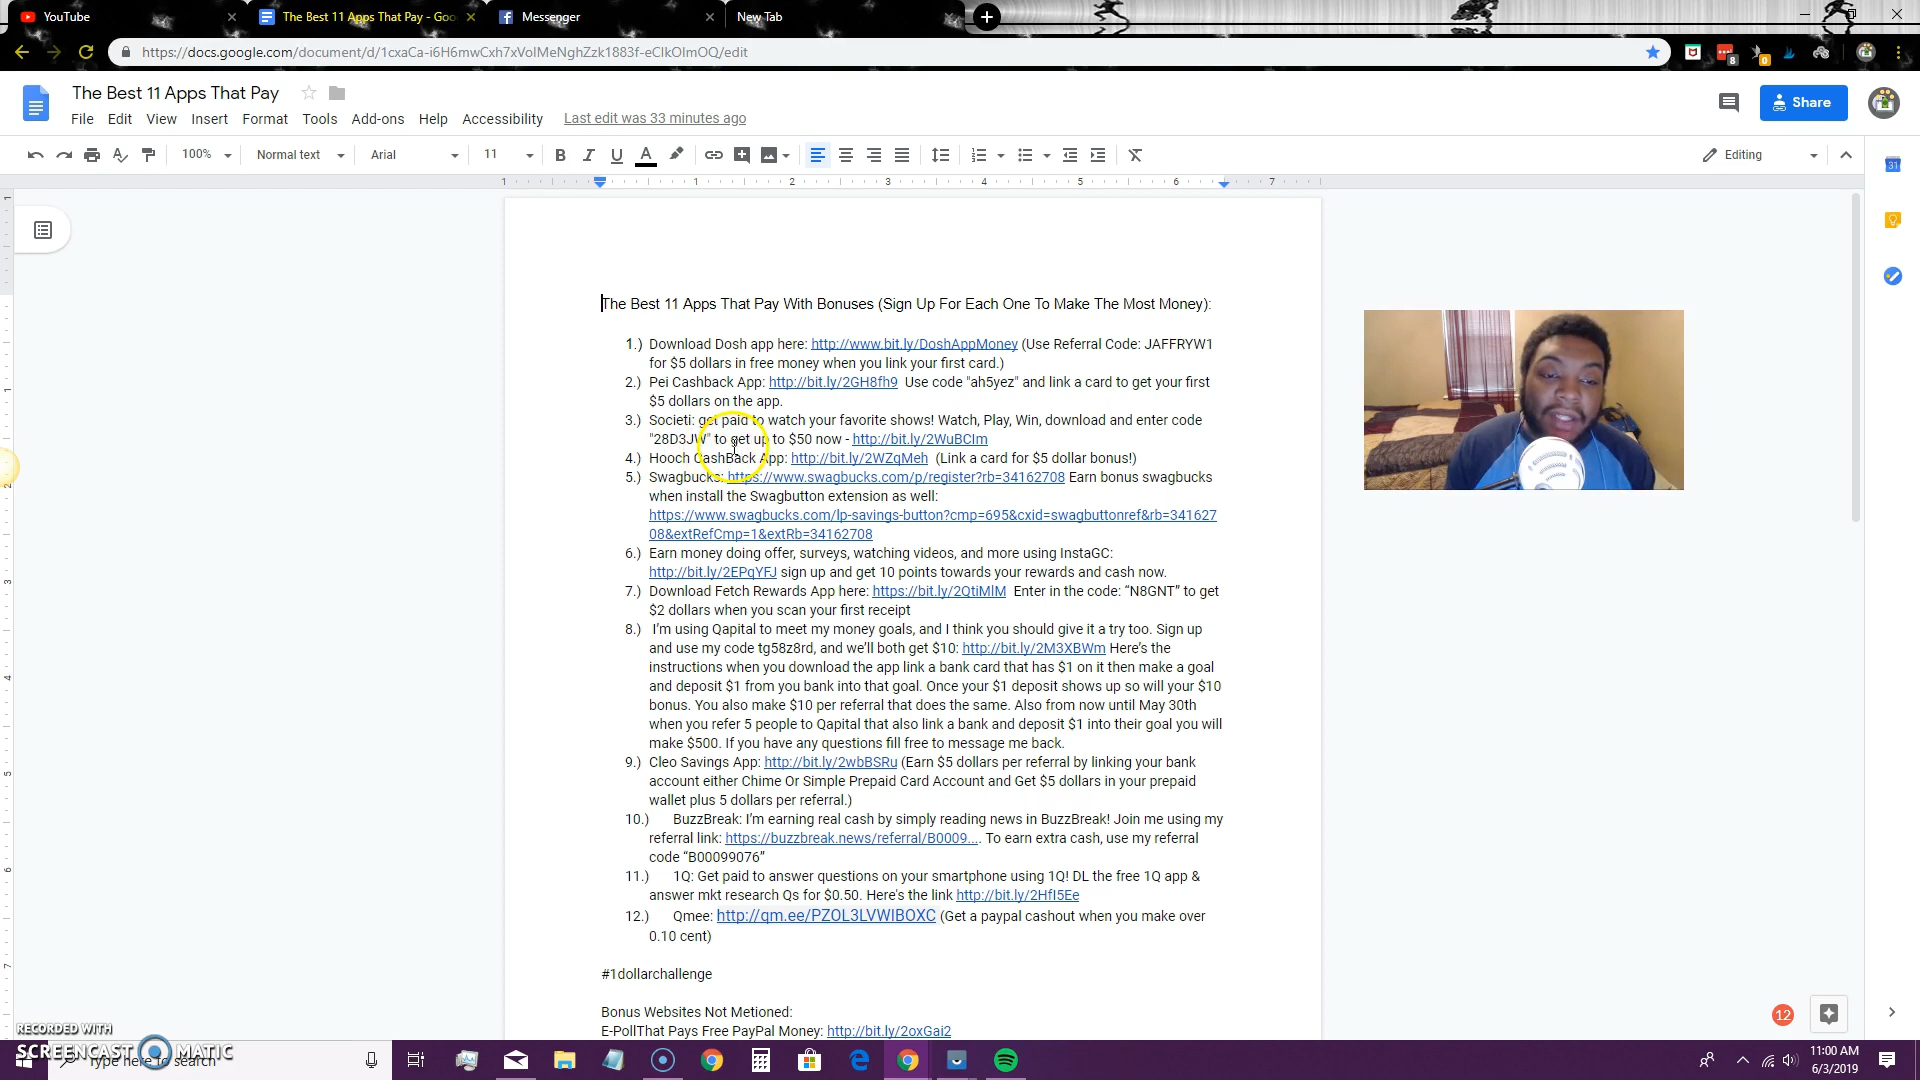 YouTube
The Best 11 Apps That Pay - Goo
Messenger
New Tab
https://docs.google.com/document/d/1cxaCa-i6H6mwCxh7xVoIMeNghZzk1883f-eClkOImOQ/edit
8
0
The Best 11 Apps That Pay
Share
File Edit View Insert Format Tools Add-ons Help Accessibility Last edit was 33 minutes ago
100% Normal text Arial 11 B I U A Editing
31
1 1 2 3 4 5 6 7
The Best 11 Apps That Pay With Bonuses (Sign Up For Each One To Make The Most Money):
1.) Download Dosh app here: http://www.bit.ly/DoshAppMoney (Use Referral Code: JAFFRYW1
for $5 dollars in free money when you link your first card.)
2.) Pei Cashback App: http://bit.ly/2GH8fh9 Use code "ah5yez" and link a card to get your first
$5 dollars on the app.
3.) Societi: get paid to watch your favorite shows! Watch, Play, Win, download and enter code
"28D3JW" to get up to $50 now - http://bit.ly/2WuBCIm
4.) Hooch CashBack App: http://bit.ly/2WZqMeh (Link a card for $5 dollar bonus!)
5.) Swagbucks: https://www.swagbucks.com/p/register?rb=34162708 Earn bonus swagbucks
when install the Swagbutton extension as well:
https://www.swagbucks.com/lp-savings-button?cmp=695&cxid=swagbuttonref&rb=341627
08&extRefCmp=1&extRb=34162708
6.) Earn money doing offer, surveys, watching videos, and more using InstaGC:
http://bit.ly/2EPqYFJ sign up and get 10 points towards your rewards and cash now.
7.) Download Fetch Rewards App here: https://bit.ly/2QtiMlM Enter in the code: “N8GNT” to get
$2 dollars when you scan your first receipt
8.) I’m using Qapital to meet my money goals, and I think you should give it a try too. Sign up
and use my code tg58z8rd, and we’ll both get $10: http://bit.ly/2M3XBWm Here’s the
instructions when you download the app link a bank card that has $1 on it then make a goal
and deposit $1 from you bank into that goal. Once your $1 deposit shows up so will your $10
bonus. You also make $10 per referral that does the same. Also from now until May 30th
when you refer 5 people to Qapital that also link a bank and deposit $1 into their goal you will
make $500. If you have any questions fill free to message me back.
9.) Cleo Savings App: http://bit.ly/2wbBSRu (Earn $5 dollars per referral by linking your bank
account either Chime Or Simple Prepaid Card Account and Get $5 dollars in your prepaid
wallet plus 5 dollars per referral.)
10.) BuzzBreak: I’m earning real cash by simply reading news in BuzzBreak! Join me using my
referral link: https://buzzbreak.news/referral/B0009.... To earn extra cash, use my referral
code “B00099076”
11.) 1Q: Get paid to answer questions on your smartphone using 1Q! DL the free 1Q app &
answer mkt research Qs for $0.50. Here's the link http://bit.ly/2HfI5Ee
12.) Qmee: http://qm.ee/PZOL3LVWIBOXC (Get a paypal cashout when you make over
0.10 cent)
#1dollarchallenge
Bonus Websites Not Metioned:
E-PollThat Pays Free PayPal Money: http://bit.ly/2oxGai2
12
RECORDED WITH
SCREENCAST MATIC
Type here to search
11:00 AM
6/3/2019